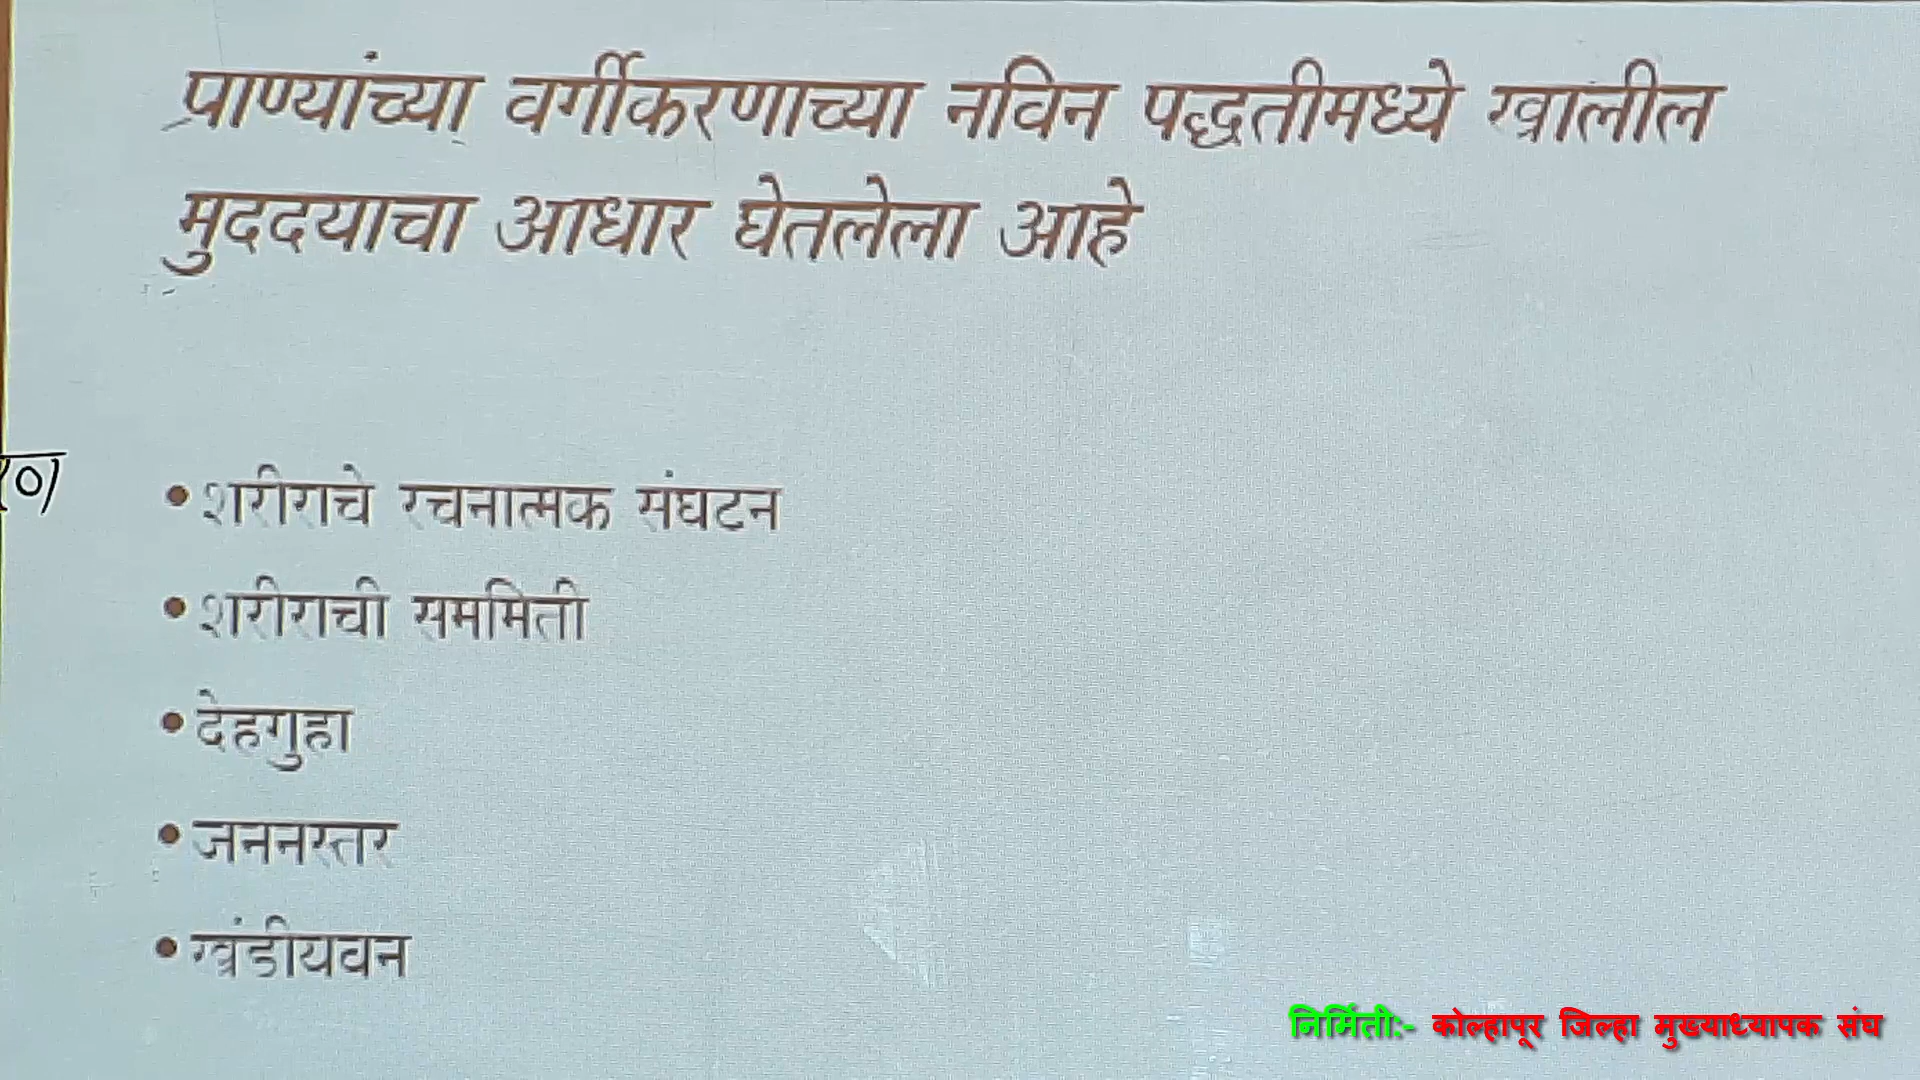 प्राण्यांच्या वर्गीकरणाच्या नविन पद्धतीमध्ये खालील
मुददयाचा आधार घेतलेला आहे
• शरीराचे रचनात्मक संघटन
• शरीराची सममिती
• देहगुहा
• जननस्तर
• खंडीयवन
निर्मिती:- कोल्हापूर जिल्हा मुख्याध्यापक संघ